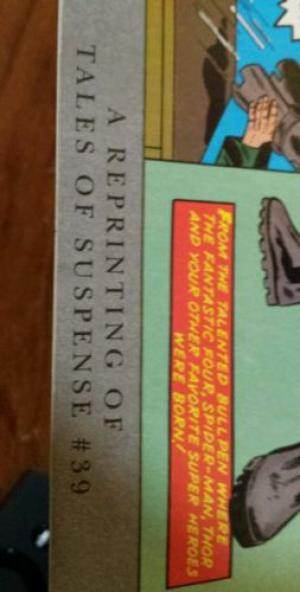 A REPRINTING OF
TALES OF SUSPENSE #39
FROM THE TALENTED BULLPEN WHERE
THE FANTASTIC FOUR, SPIDER-MAN, THOR
AND YOUR OTHER FAVORITE SUPER HEROES
WERE BORN!